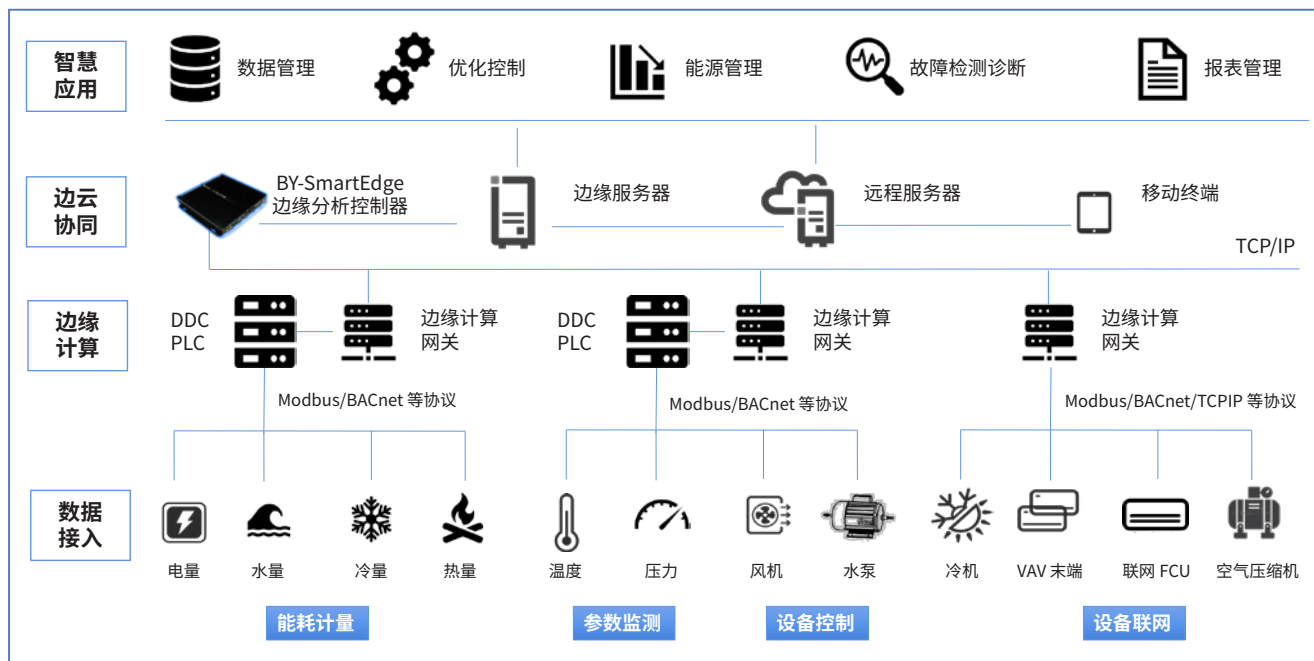 智慧
应用
数据管理
优化控制
能源管理
故障检测诊断
报表管理
边云
协同
BY-SmartEdge
边缘分析控制器
边缘服务器
远程服务器
移动终端
TCP/IP
边缘
计算
DDC
PLC
边缘计算
网关
DDC
PLC
边缘计算
网关
边缘计算
网关
Modbus/BACnet 等协议
Modbus/BACnet 等协议
Modbus/BACnet/TCPIP 等协议
数据
接入
电量
水量
冷量
热量
温度
压力
风机
水泵
冷机
VAV 末端
联网 FCU
空气压缩机
能耗计量
参数监测
设备控制
设备联网